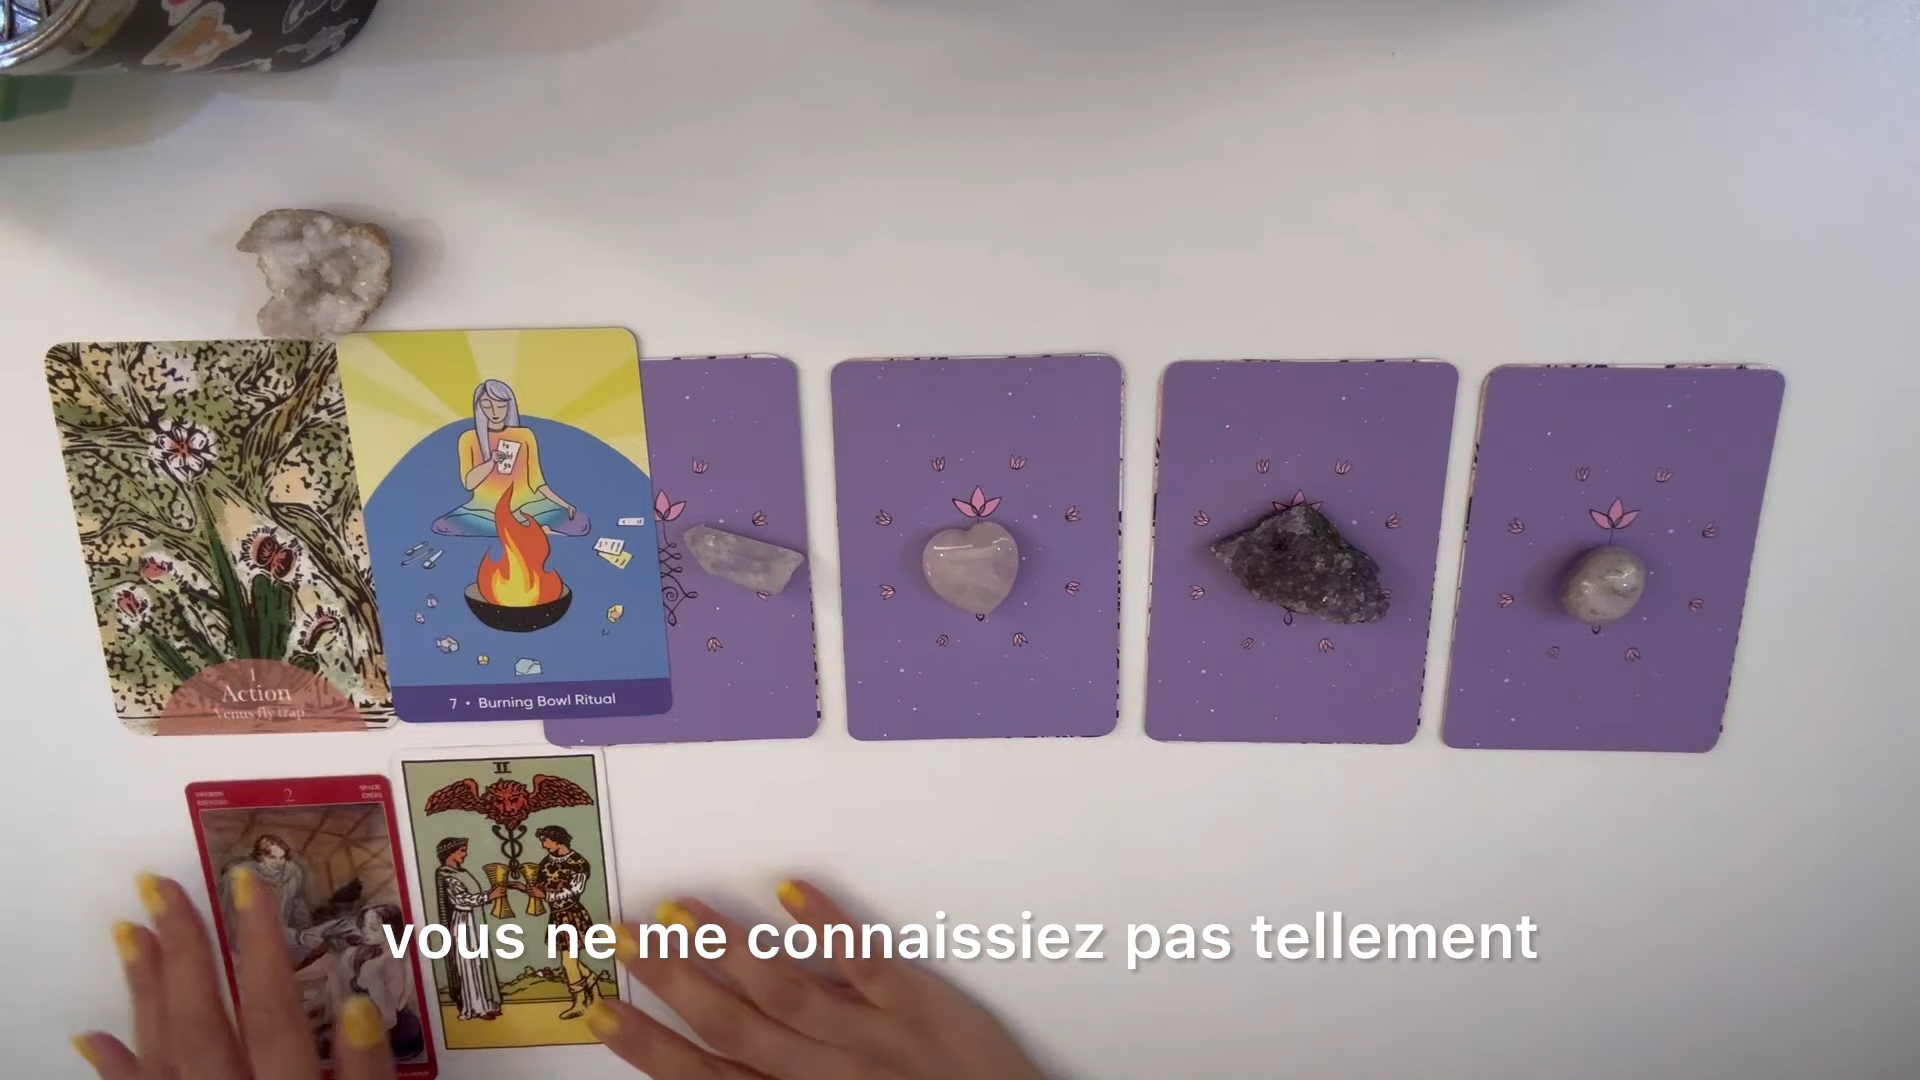 1
Action
Venus fly trap
7 • Burning Bowl Ritual
2
II
vous ne me connaissiez pas tellement